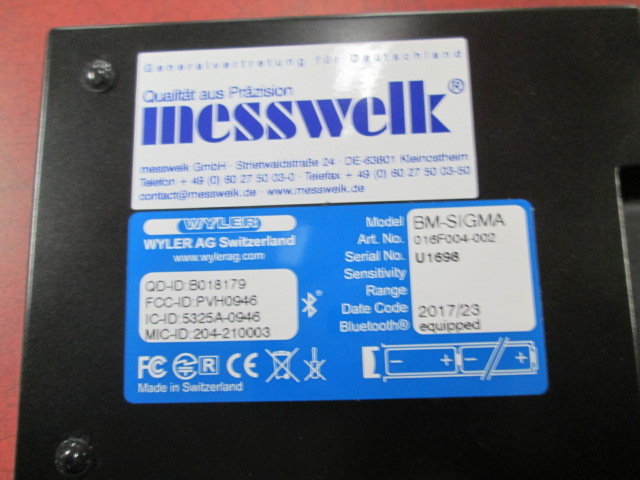 Generalvertretung für Deutschland
Qualität aus Präzision
messwelk®
messwelk GmbH · Strietwaldstraße 24 · DE-63801 Kleinostheim
Telefon + 49 (0) 60 27 50 03-0 · Telefax + 49 (0) 60 27 50 03-50
contact@messwelk.de · www.messwelk.de
WYLER
WYLER AG Switzerland
www.wylerag.com
QD-ID:B018179
FCC-ID:PVH0946
IC-ID:5325A-0946
MIC-ID:204-210003
Model BM-SIGMA
Art. No. 016F004-002
Serial No. U1698
Sensitivity
Range
Date Code 2017/23
Bluetooth® equipped
FC R CE
Made in Switzerland